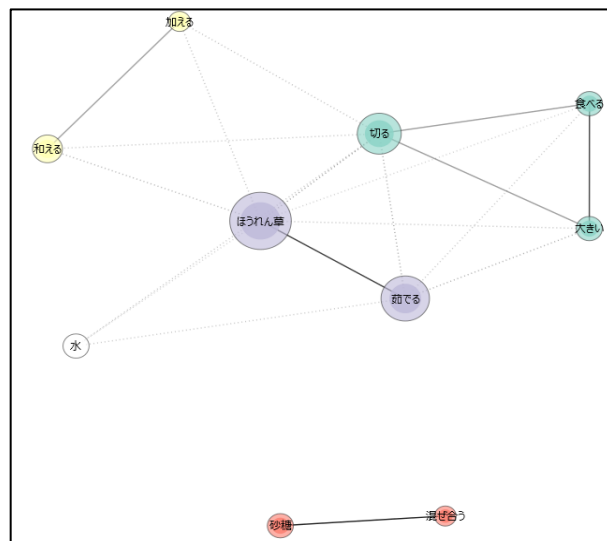 加える
食べる
切る
和える
ほうれん草
大きい
茹でる
水
砂糖
混ぜ合う